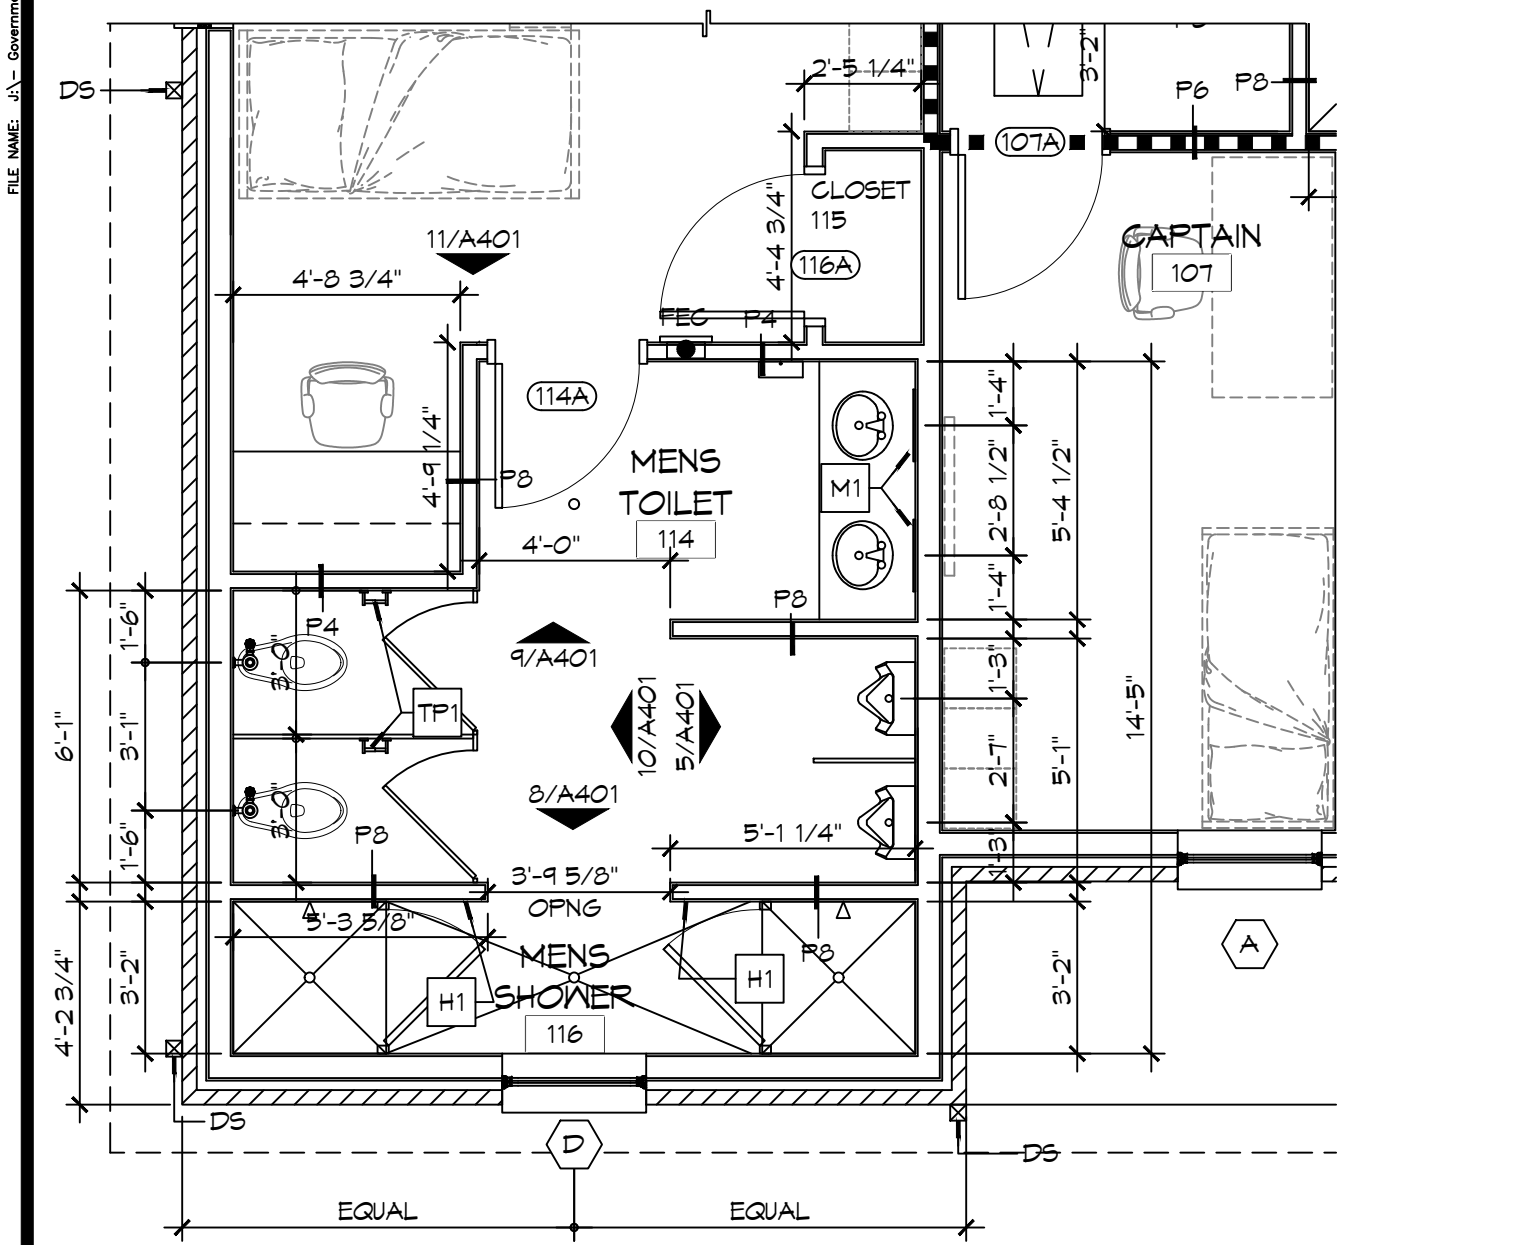 FILE NAME: J:\- Governme
DS
2'-5 1/4"
3'-2"
P6
P8
107A
CLOSET
115
4'-4 3/4"
116A
CAPTAIN
107
11/A401
4'-8 3/4"
FEC
P4
114A
4'-9 1/4"
P8
MENS
TOILET
114
M1
4'-0"
1'-4"
2'-8 1/2"
1'-4"
5'-4 1/2"
14'-5"
P8
P4
3'-0"
1'-6"
3'-1"
1'-6"
6'-1"
9/A401
10/A401
5/A401
8/A401
TP1
3'-0"
P8
1'-3"
2'-7"
1'-3"
5'-1"
5'-1 1/4"
3'-9 5/8"
OPNG
5'-3 5/8"
P8
MENS
SHOWER
116
H1
H1
3'-2"
4'-2 3/4"
3'-2"
A
DS
D
DS
EQUAL
EQUAL